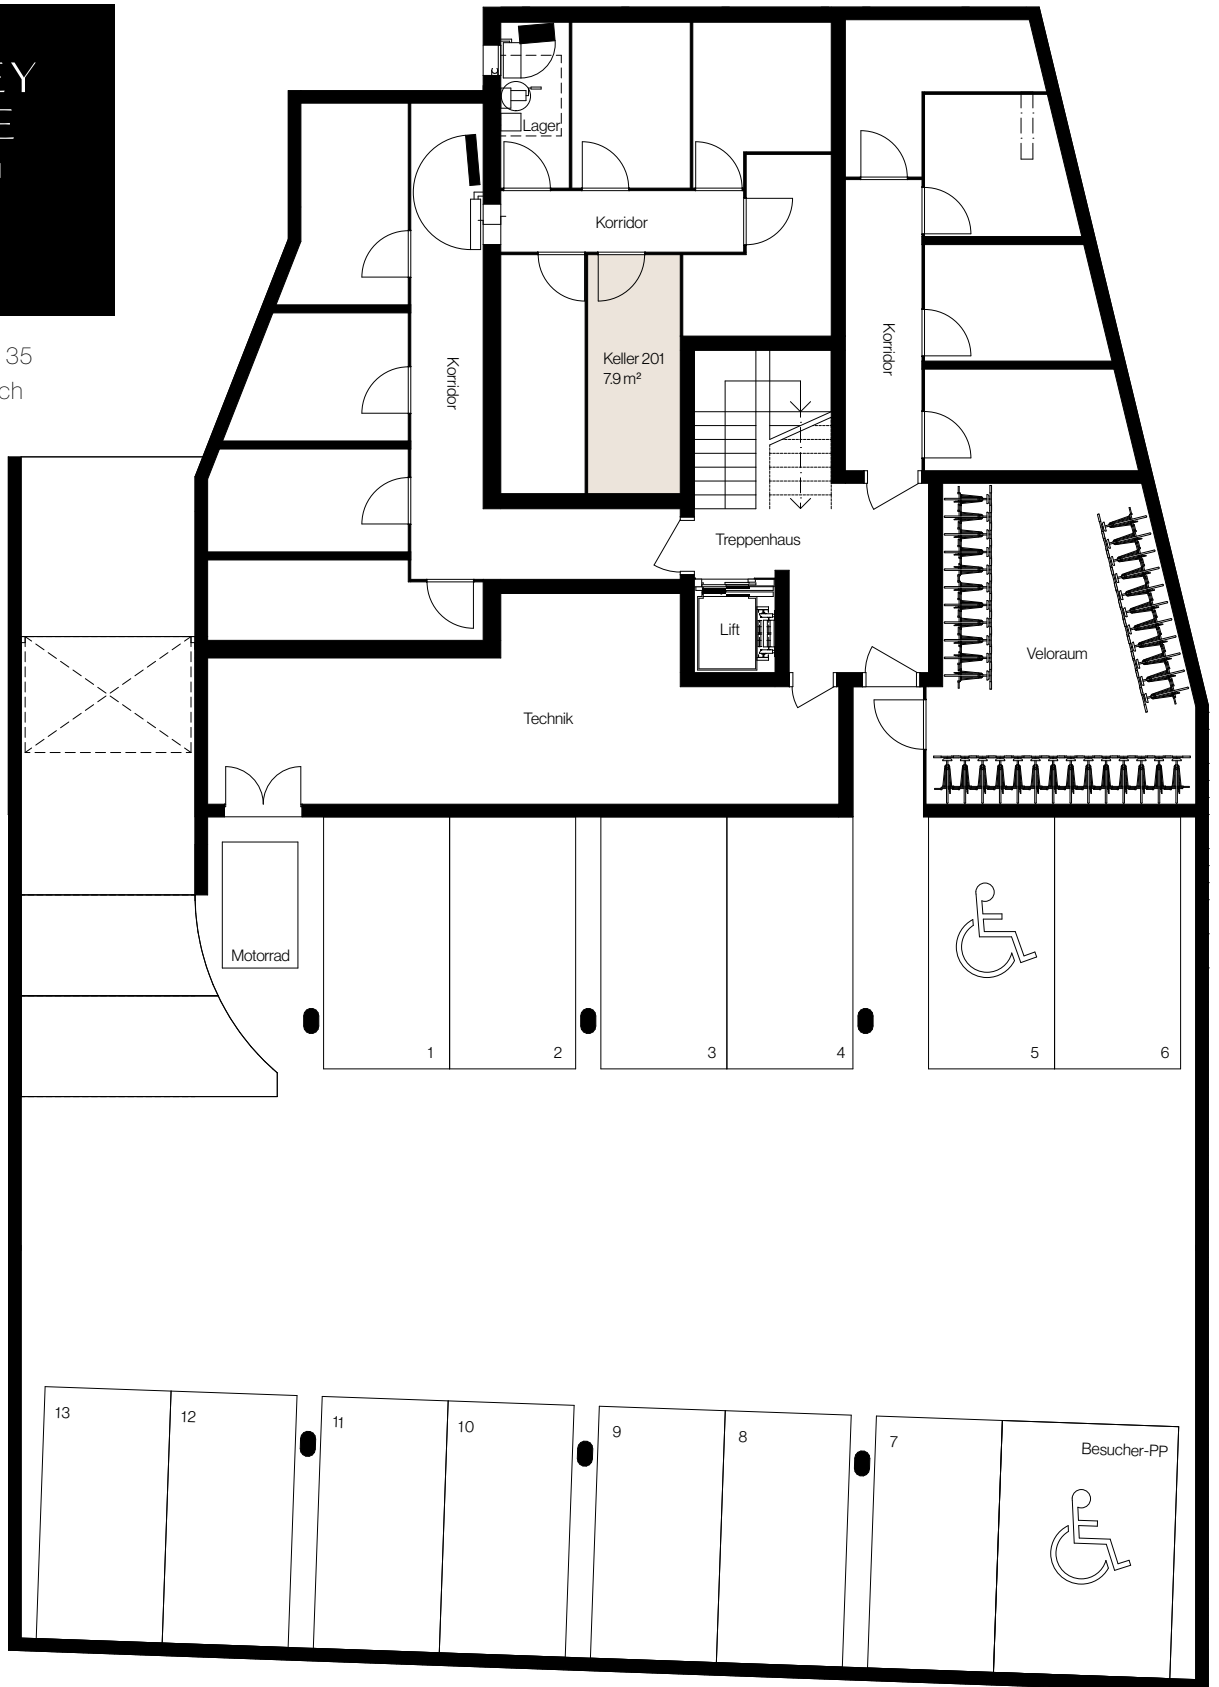 EY
E
35
ch
Lager
Korridor
Korridor
Korridor
Keller 201
7.9 m²
Treppenhaus
Lift
Veloraum
Technik
Motorrad
1
2
3
4
5
6
13
12
11
10
9
8
7
Besucher-PP